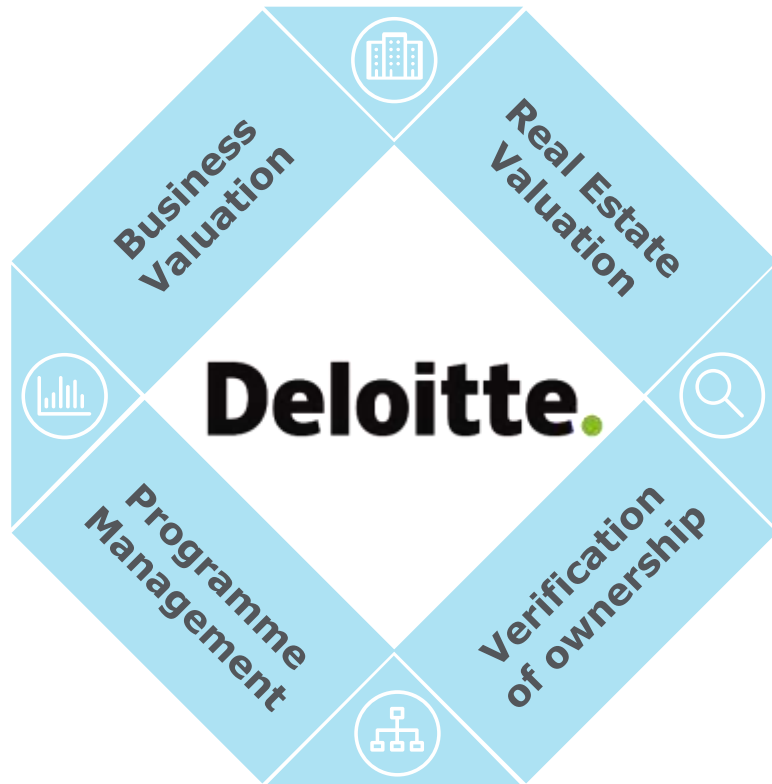 Business
Valuation
Real Estate
Valuation
Deloitte.
Programme
Management
Verification
of ownership